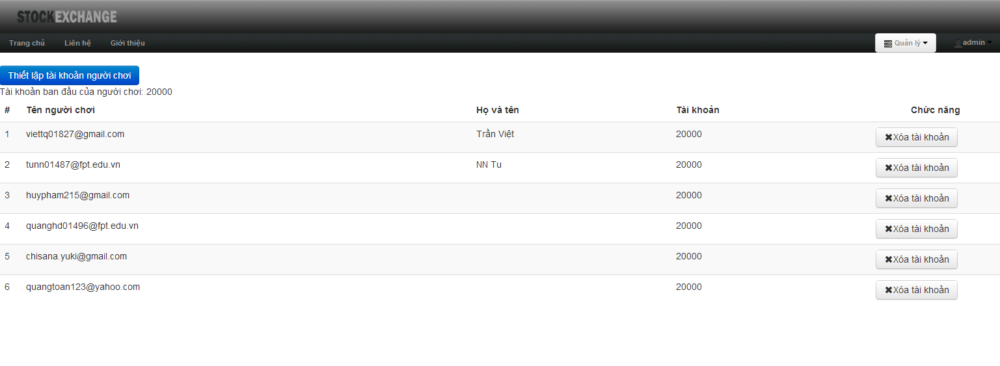 STOCKEXCHANGE
Trang chủ Liên hệ Giới thiệu Quản lý admin
Thiết lập tài khoản người chơi
Tài khoản ban đầu của người chơi: 20000
# Tên người chơi Họ và tên Tài khoản Chức năng
1 viettq01827@gmail.com Trần Việt 20000 Xóa tài khoản
2 tunn01487@fpt.edu.vn NN Tu 20000 Xóa tài khoản
3 huypham215@gmail.com 20000 Xóa tài khoản
4 quanghd01496@fpt.edu.vn 20000 Xóa tài khoản
5 chisana.yuki@gmail.com 20000 Xóa tài khoản
6 quangtoan123@yahoo.com 20000 Xóa tài khoản